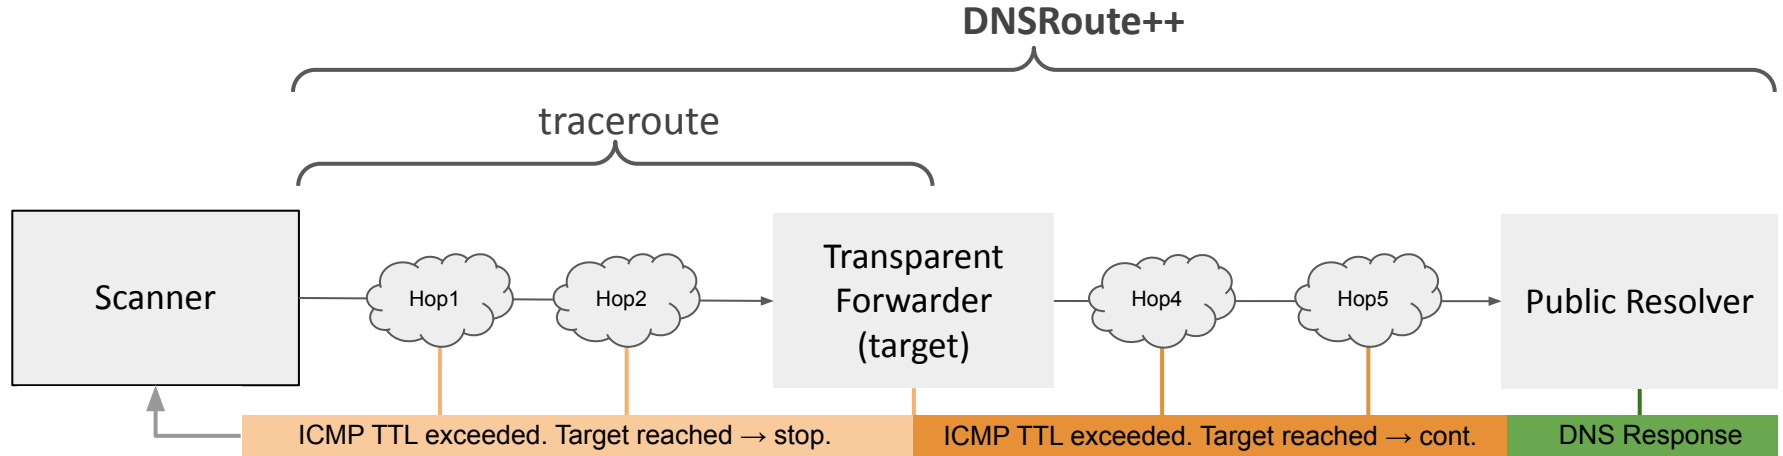 DNSRoute++
traceroute
Scanner
Hop1
Hop2
Transparent
Forwarder
(target)
Hop4
Hop5
Public Resolver
ICMP TTL exceeded. Target reached → stop.
ICMP TTL exceeded. Target reached → cont.
DNS Response